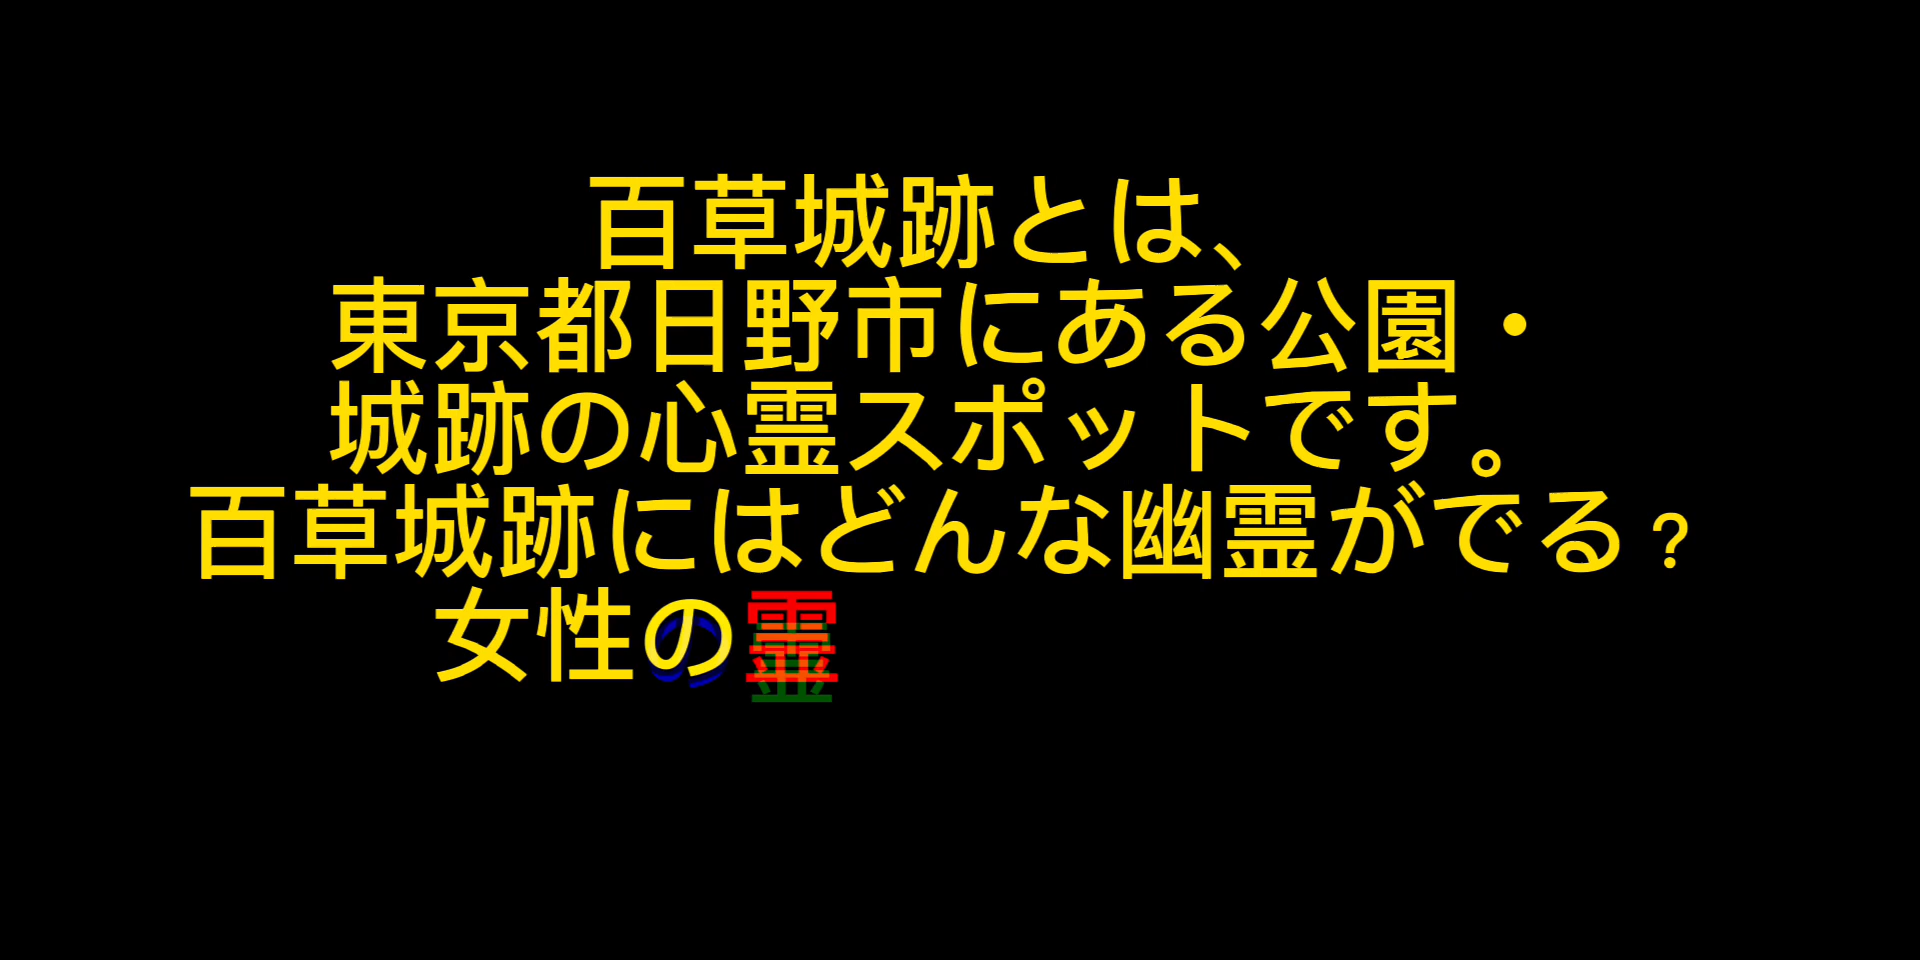 百草城跡とは、
東京都日野市にある公園・
城跡の心霊スポットです。
百草城跡にはどんな幽霊がでる？
女性の霊